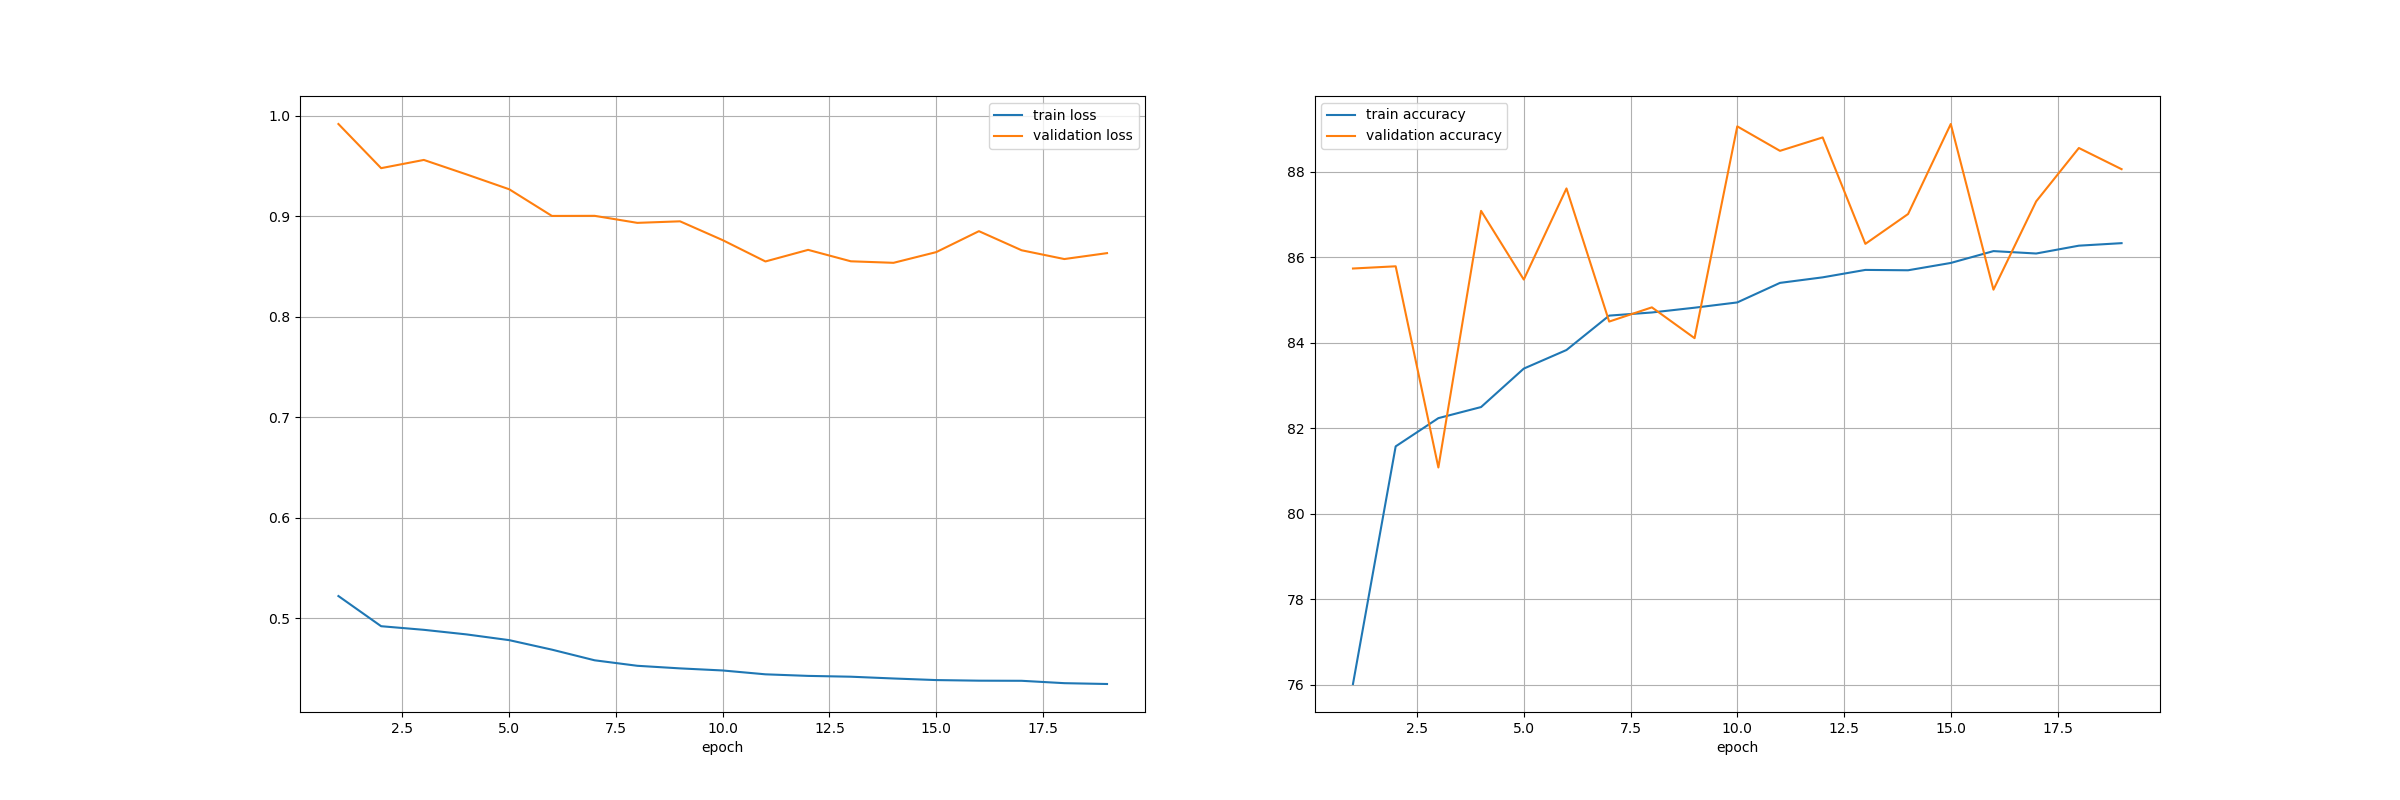 train loss
validation loss
1.0
0.9
0.8
0.7
0.6
0.5
2.5 5.0 7.5 10.0 12.5 15.0 17.5
epoch
train accuracy
validation accuracy
88
86
84
82
80
78
76
2.5 5.0 7.5 10.0 12.5 15.0 17.5
epoch